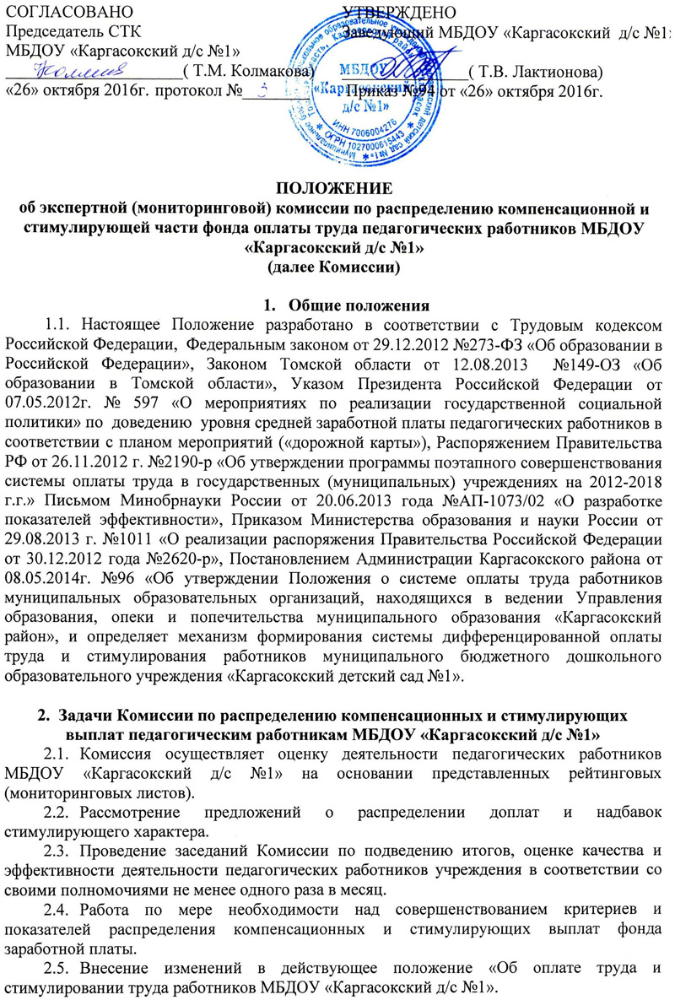 СОГЛАСОВАНО
Председатель СТК
МБДОУ «Каргасокский д/с №1»
____________________( Т.М. Колмакова)
«26» октября 2016г. протокол № 3
УТВЕРЖДЕНО
Заведующий МБДОУ «Каргасокский д/с №1»
______________( Т.В. Лактионова)
Приказ №94 от «26» октября 2016г.
МБДОУ
«Каргасокский
д/с №1»
ИНН 7006004276
ОГРН 1027000615443
ПОЛОЖЕНИЕ
об экспертной (мониторинговой) комиссии по распределению компенсационной и
стимулирующей части фонда оплаты труда педагогических работников МБДОУ
«Каргасокский д/с №1»
(далее Комиссии)
1. Общие положения
1.1. Настоящее Положение разработано в соответствии с Трудовым кодексом
Российской Федерации, Федеральным законом от 29.12.2012 №273-ФЗ «Об образовании в
Российской Федерации», Законом Томской области от 12.08.2013 №149-ОЗ «Об
образовании в Томской области», Указом Президента Российской Федерации от
07.05.2012г. № 597 «О мероприятиях по реализации государственной социальной
политики» по доведению уровня средней заработной платы педагогических работников в
соответствии с планом мероприятий («дорожной карты»), Распоряжением Правительства
РФ от 26.11.2012 г. №2190-р «Об утверждении программы поэтапного совершенствования
системы оплаты труда в государственных (муниципальных) учреждениях на 2012-2018
г.г.» Письмом Минобрнауки России от 20.06.2013 года №АП-1073/02 «О разработке
показателей эффективности», Приказом Министерства образования и науки России от
29.08.2013 г. №1011 «О реализации распоряжения Правительства Российской Федерации
от 30.12.2012 года №2620-р», Постановлением Администрации Каргасокского района от
08.05.2014г. №96 «Об утверждении Положения о системе оплаты труда работников
муниципальных образовательных организаций, находящихся в ведении Управления
образования, опеки и попечительства муниципального образования «Каргасокский
район», и определяет механизм формирования системы дифференцированной оплаты
труда и стимулирования работников муниципального бюджетного дошкольного
образовательного учреждения «Каргасокский детский сад №1».
2. Задачи Комиссии по распределению компенсационных и стимулирующих
выплат педагогическим работникам МБДОУ «Каргасокский д/с №1»
2.1. Комиссия осуществляет оценку деятельности педагогических работников
МБДОУ «Каргасокский д/с №1» на основании представленных рейтинговых
(мониторинговых листов).
2.2. Рассмотрение предложений о распределении доплат и надбавок
стимулирующего характера.
2.3. Проведение заседаний Комиссии по подведению итогов, оценке качества и
эффективности деятельности педагогических работников учреждения в соответствии со
своими полномочиями не менее одного раза в месяц.
2.4. Работа по мере необходимости над совершенствованием критериев и
показателей распределения компенсационных и стимулирующих выплат фонда
заработной платы.
2.5. Внесение изменений в действующее положение «Об оплате труда и
стимулировании труда работников МБДОУ «Каргасокский д/с №1».